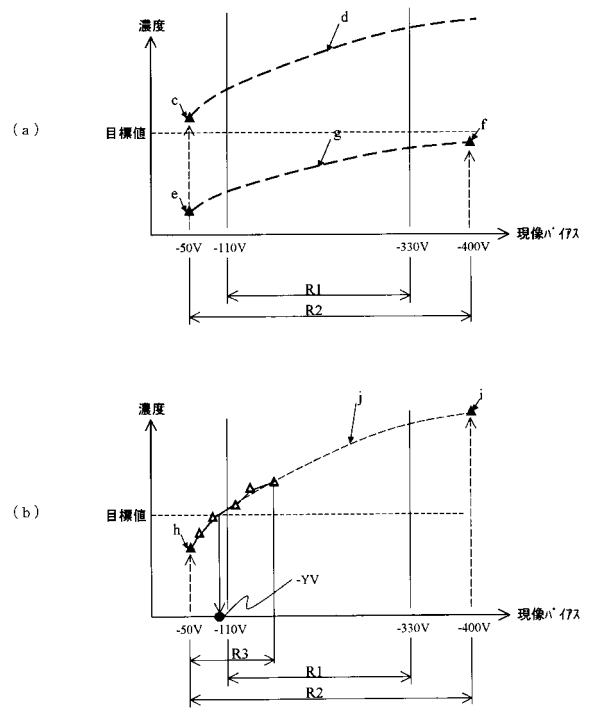 濃度
d
(a)
c
目標値
f
g
e
現像ﾊﾞｲｱｽ
-50V
-110V
-330V
-400V
R1
R2
濃度
j
i
(b)
目標値
h
-YV
現像ﾊﾞｲｱｽ
-50V
-110V
-330V
-400V
R3
R1
R2